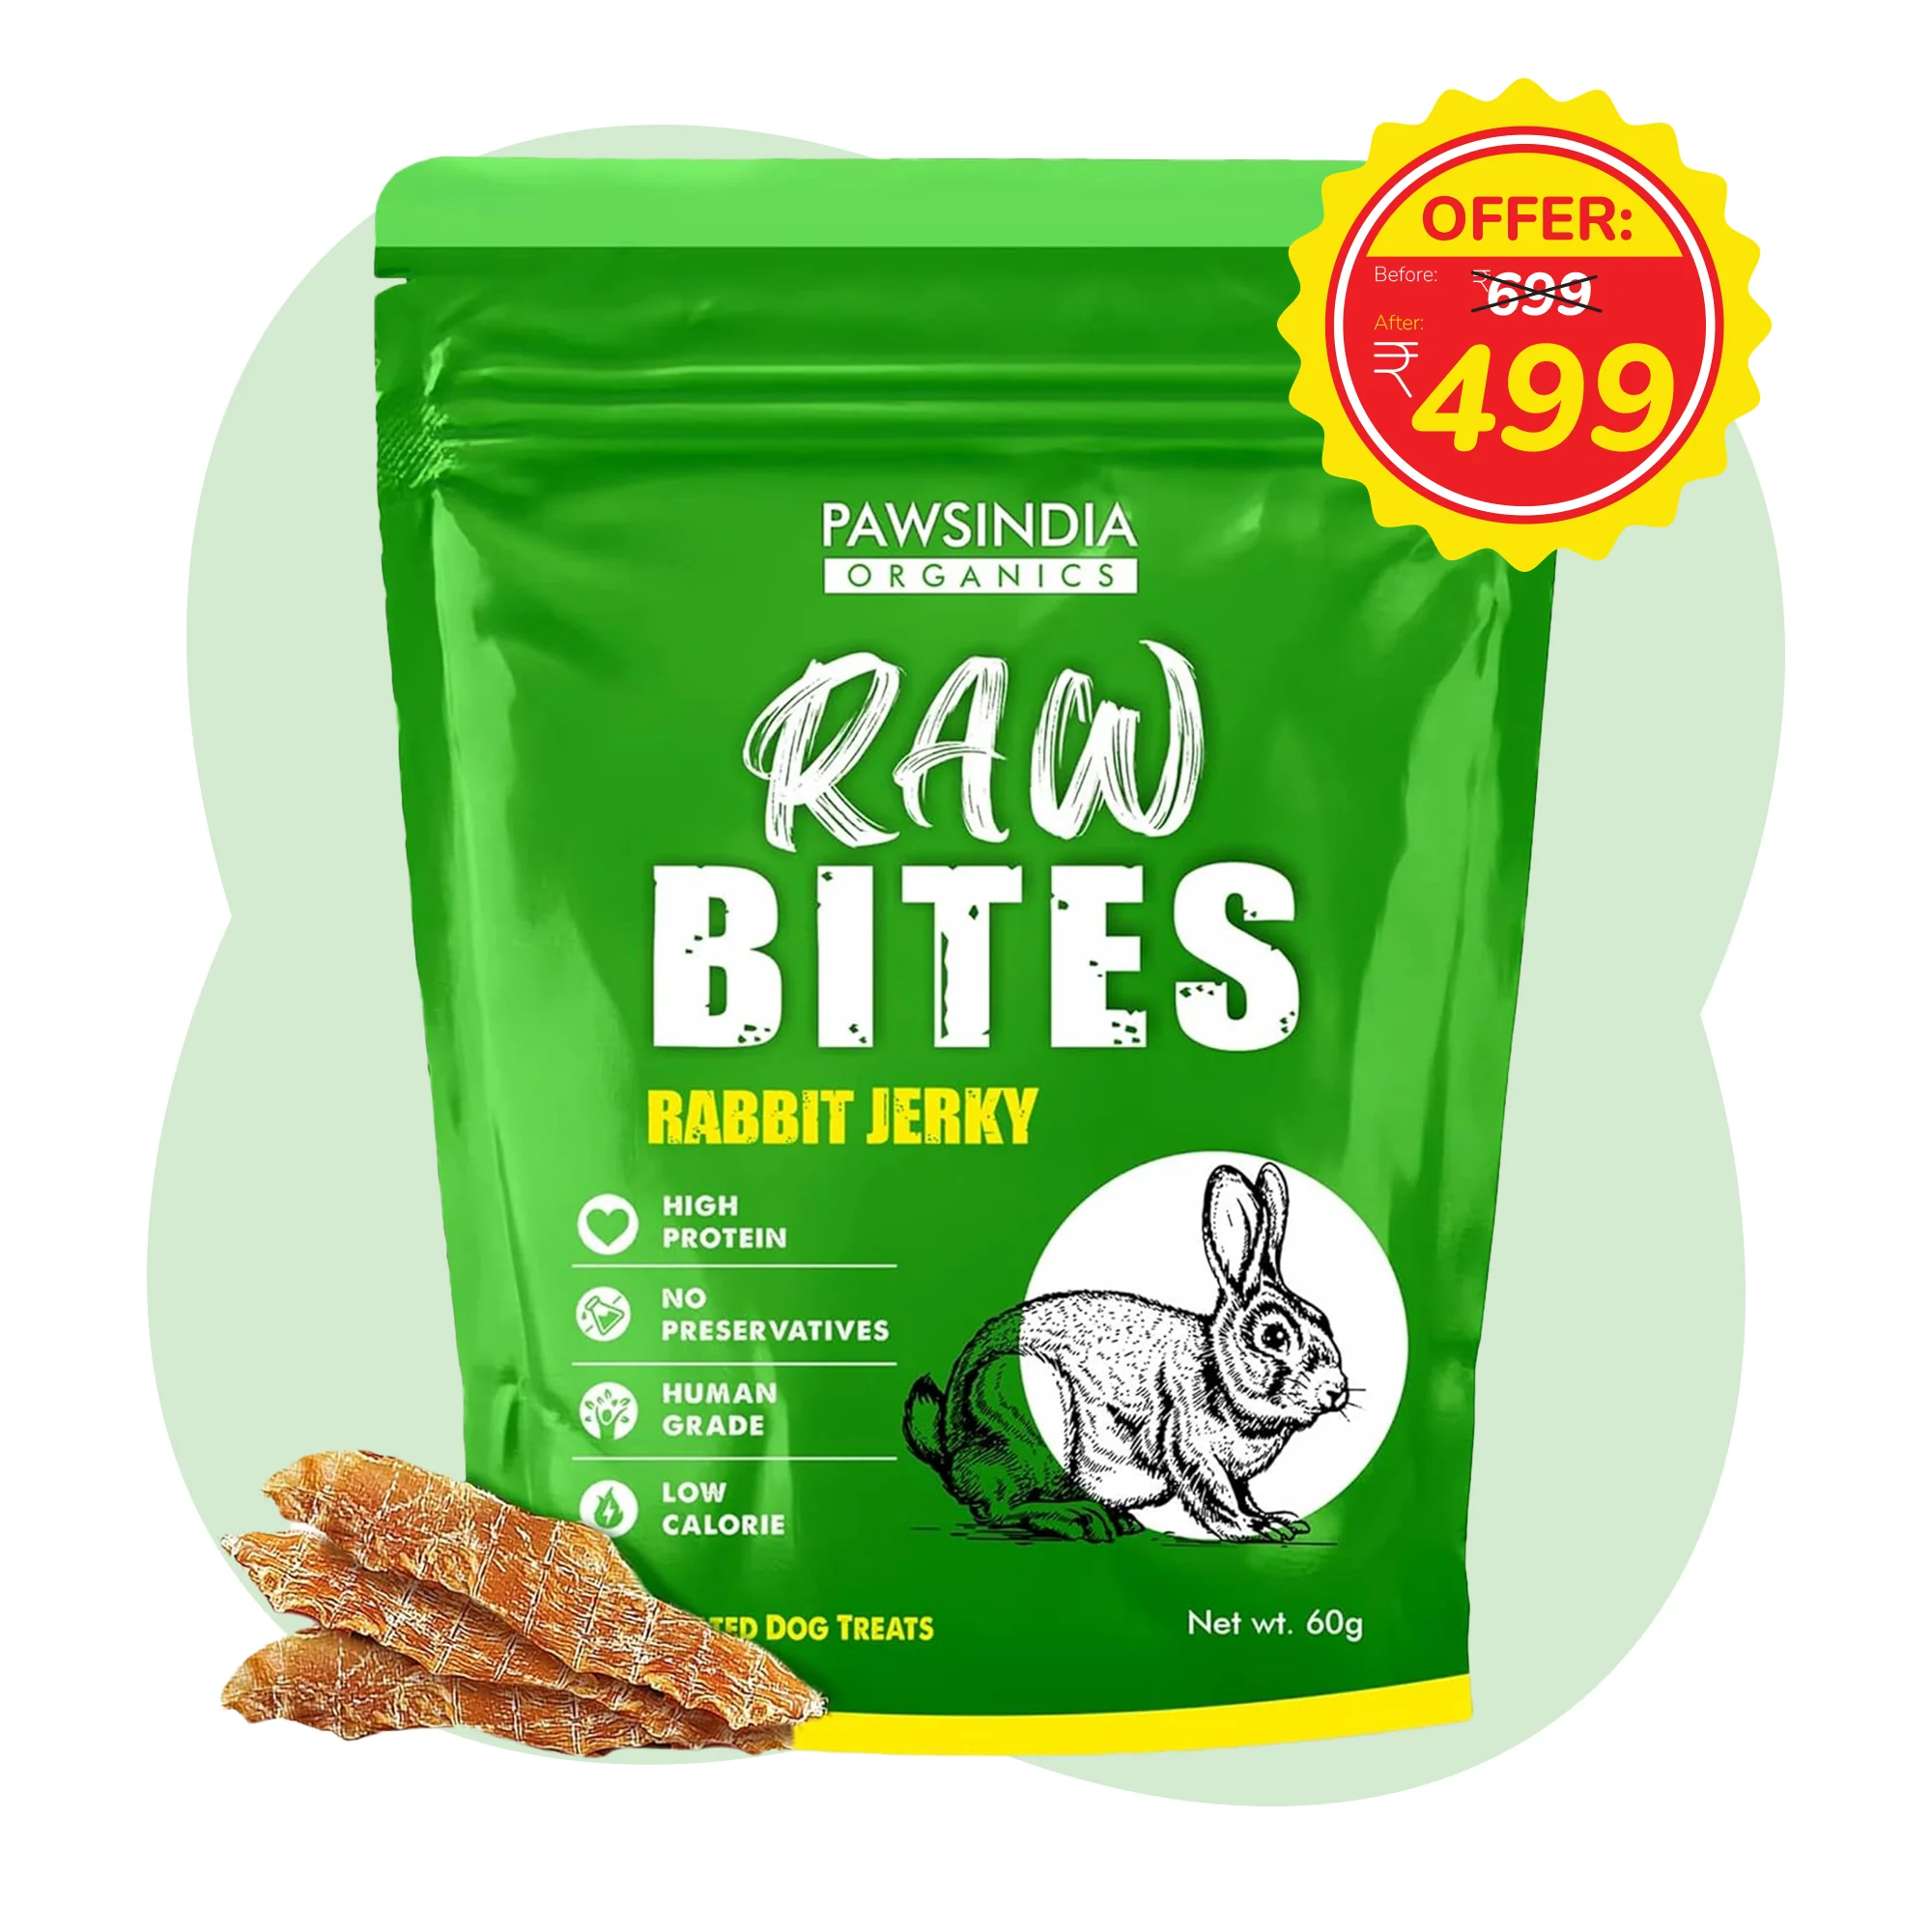 OFFER:
Before: ₹699
After:
₹499
PAWSINDIA
ORGANICS
RAW
BITES
RABBIT JERKY
HIGH
PROTEIN
NO
PRESERVATIVES
HUMAN
GRADE
LOW
CALORIE
DOG TREATS
Net wt. 60g